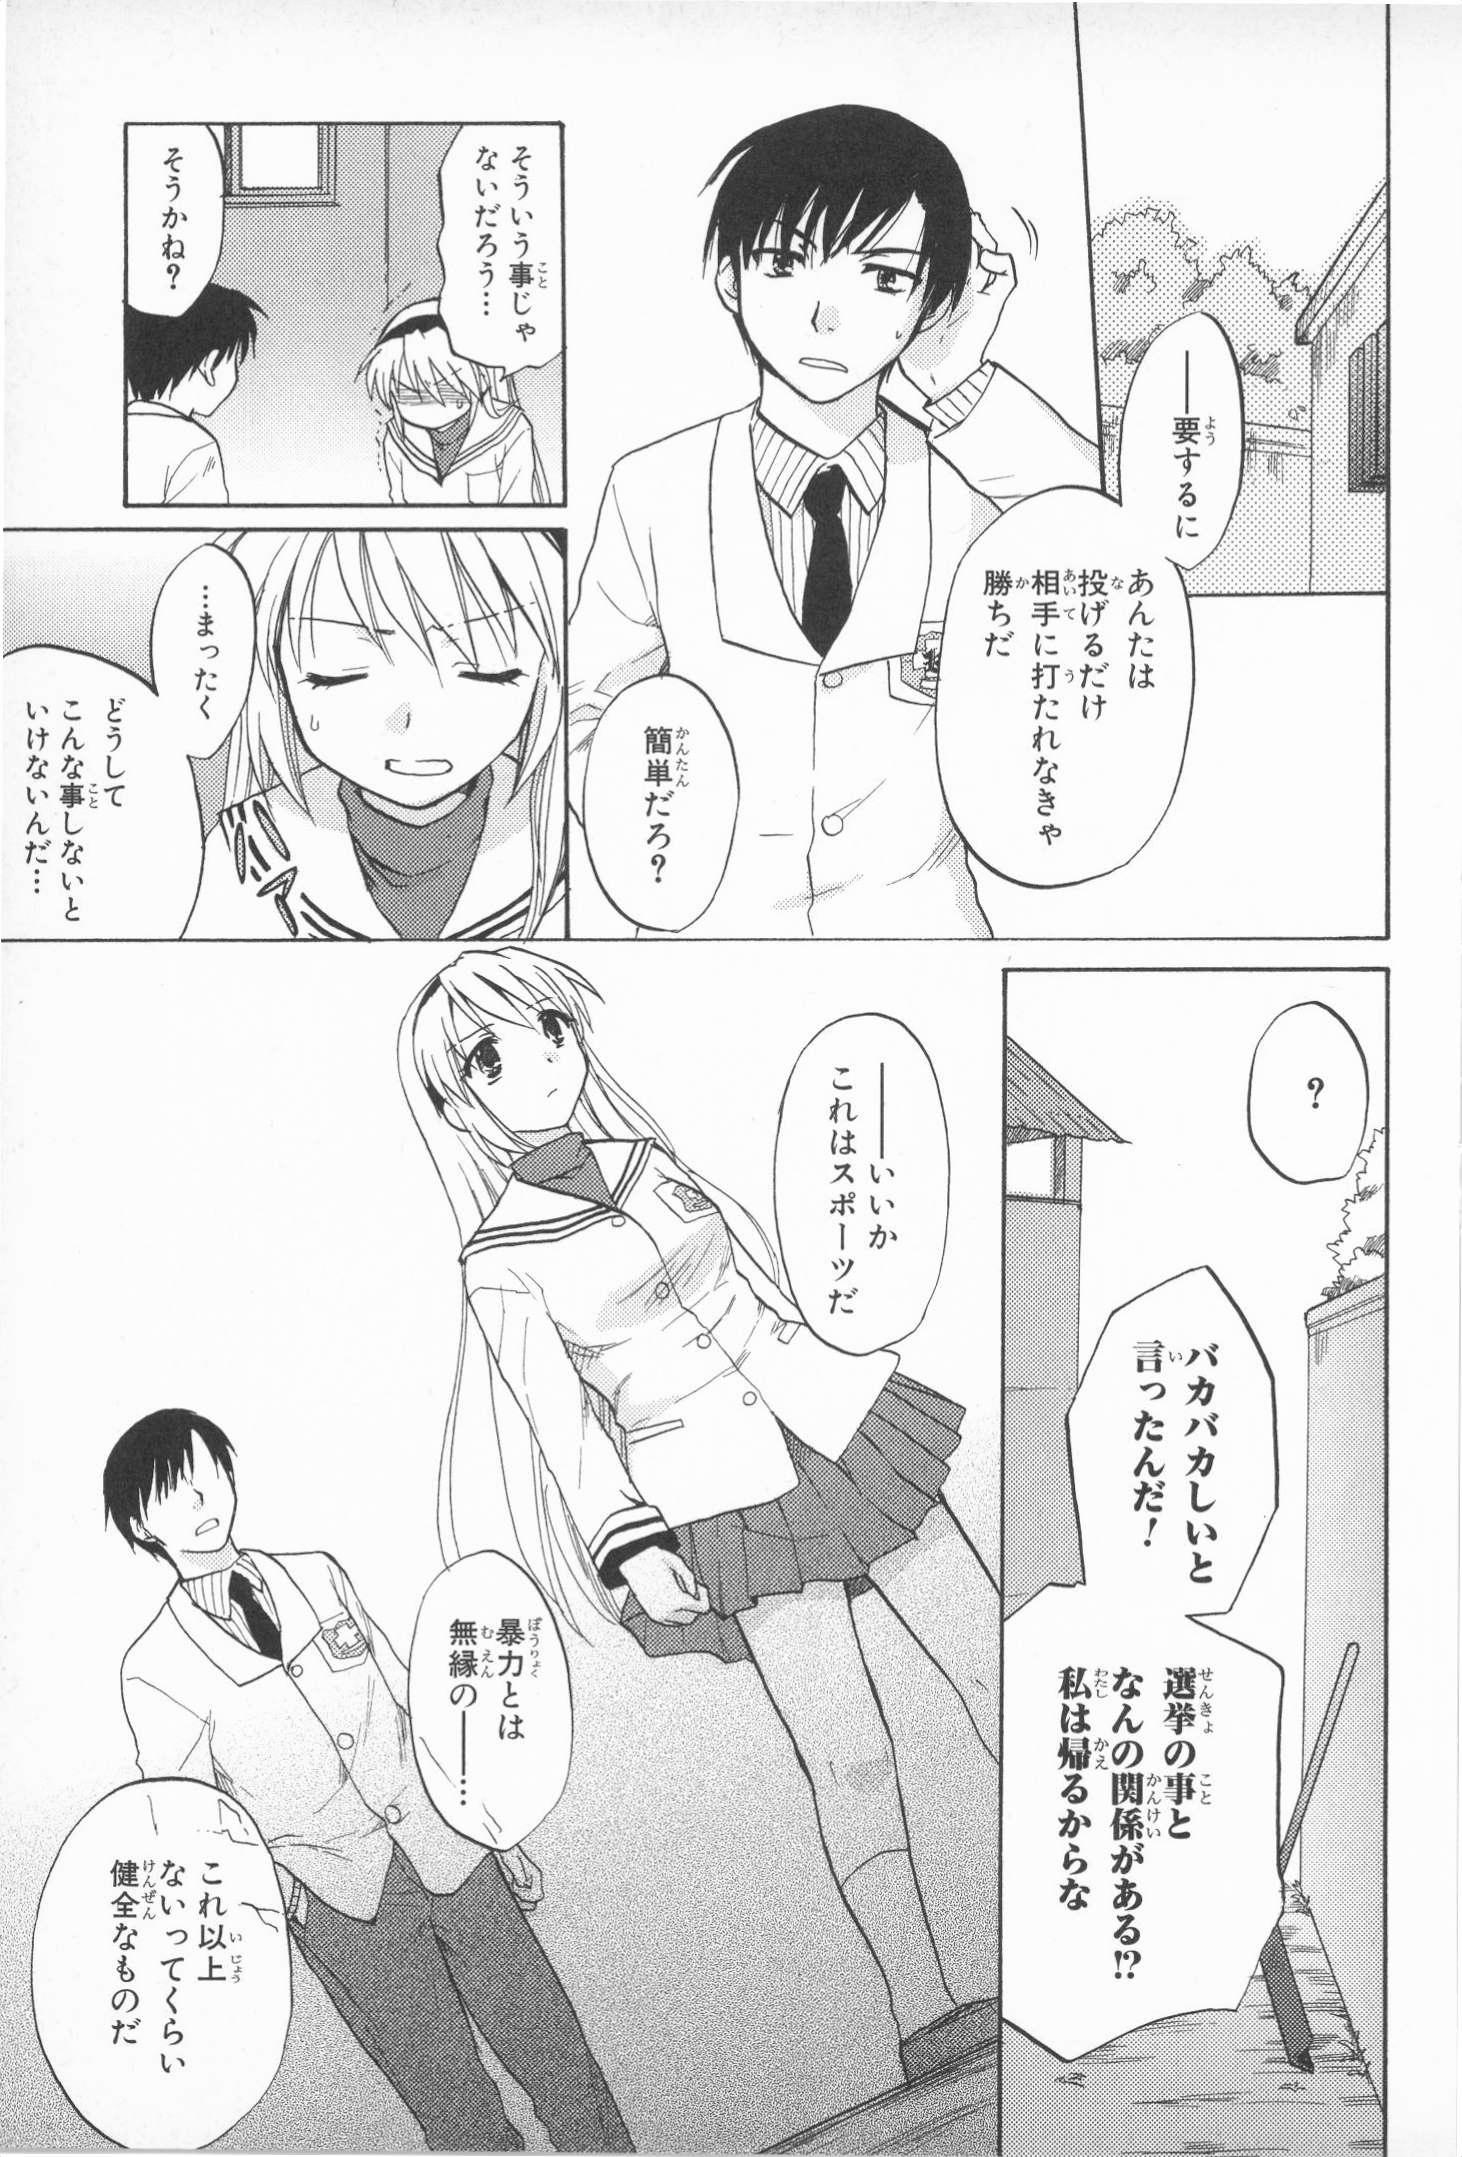 ――要するに
あんたは
投げるだけ
相手に打たれなきゃ
勝ちだ
簡単だろ？
そういう事じゃ
ないだろう…
そうかね？
…まったく
どうして
こんな事しないと
いけないんだ…
？
バカバカしいと
言ったんだ！
選挙の事と
なんの関係がある!?
私は帰るからな
――いいか
これはスポーツだ
暴力とは
無縁の――…
これ以上
ないってくらい
健全なものだ